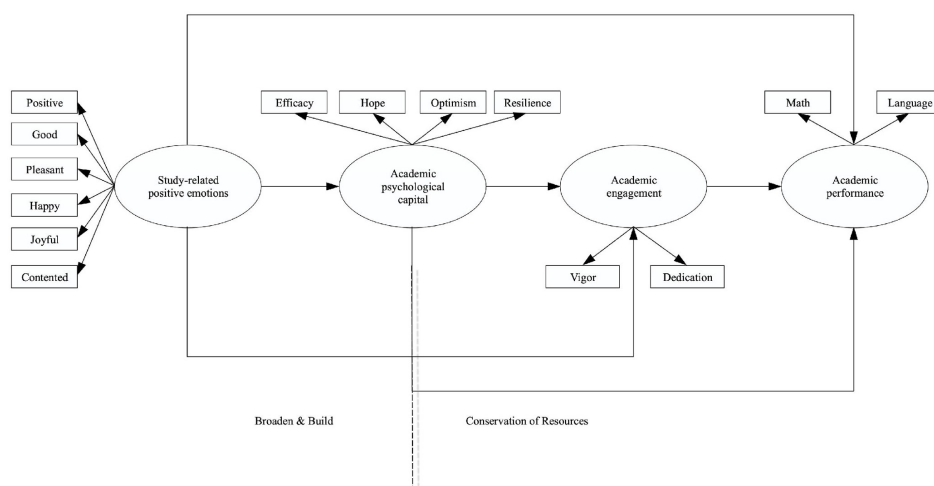 Positive
Good
Pleasant
Happy
Joyful
Contented
Study-related
positive emotions
Efficacy
Hope
Optimism
Resilience
Academic
psychological
capital
Academic
engagement
Vigor
Dedication
Math
Language
Academic
performance
Broaden & Build
Conservation of Resources